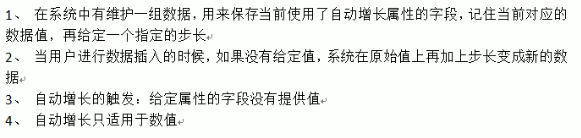 1、 在系统中有维护一组数据,用来保存当前使用了自动增长属性的字段,记住当前对应的
数据值,再给定一个指定的步长
2、 当用户进行数据插入的时候,如果没有给定值,系统在原始值上再加上步长变成新的数
据
3、 自动增长的触发:给定属性的字段没有提供值
4、 自动增长只适用于数值